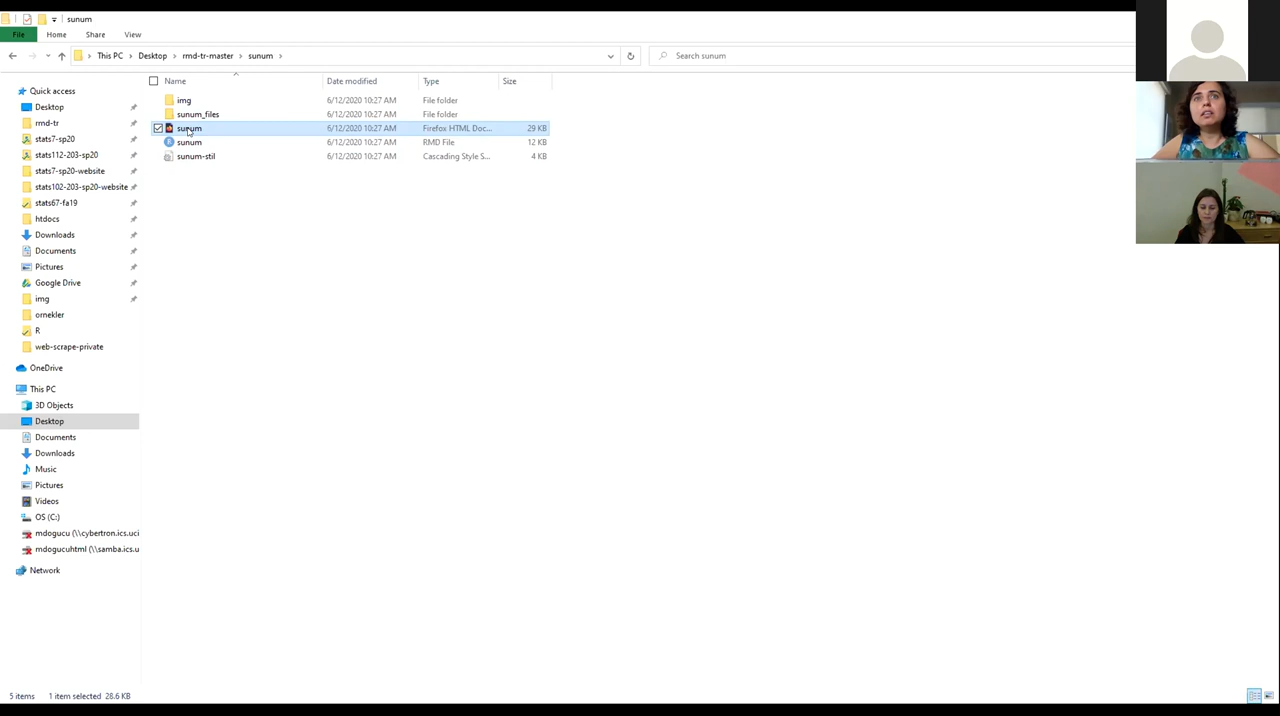 sunum
File Home Share View
This PC Desktop rmd-tr-master sunum
Search sunum
Name Date modified Type Size
img 6/12/2020 10:27 AM File folder
sunum_files 6/12/2020 10:27 AM File folder
sunum 6/12/2020 10:27 AM Firefox HTML Doc... 29 KB
sunum 6/12/2020 10:27 AM RMD File 12 KB
sunum-stil 6/12/2020 10:27 AM Cascading Style S... 4 KB
Quick access
Desktop
rmd-tr
stats7-sp20
stats112-203-sp20
stats7-sp20-website
stats102-203-sp20-website
stats67-fa19
htdocs
Downloads
Documents
Pictures
Google Drive
img
ornekler
R
web-scrape-private
OneDrive
This PC
3D Objects
Desktop
Documents
Downloads
Music
Pictures
Videos
OS (C:)
mdogucu (\\cybertron.ics.uci
mdogucuhtml (\\samba.ics.u
Network
5 items 1 item selected 28.6 KB